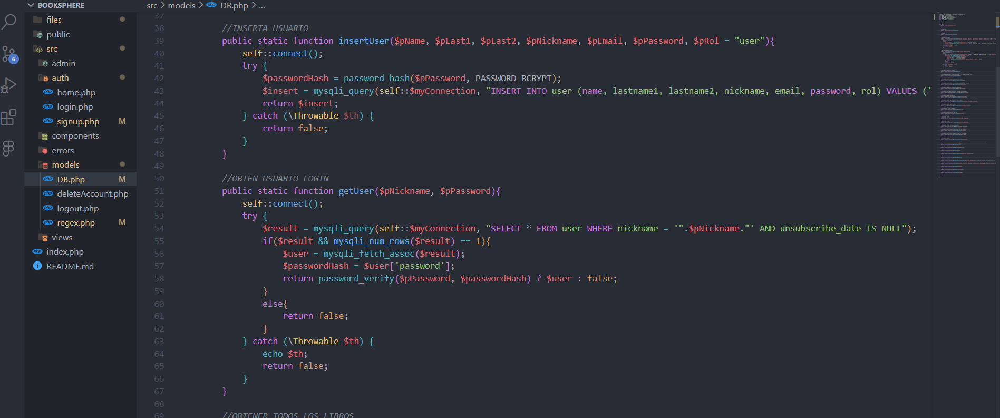 BOOKSPHERE
files
public
src
admin
auth
home.php
login.php
signup.php M
components
errors
models
DB.php M
deleteAccount.php
logout.php
regex.php M
views
index.php
README.md
6
src > models > DB.php > ...
37
38 //INSERTA USUARIO
39 public static function insertUser($pName, $pLast1, $pLast2, $pNickname, $pEmail, $pPassword, $pRol = "user"){
40 self::connect();
41 try {
42 $passwordHash = password_hash($pPassword, PASSWORD_BCRYPT);
43 $insert = mysqli_query(self::$myConnection, "INSERT INTO user (name, lastname1, lastname2, nickname, email, password, rol) VALUES ('
44 return $insert;
45 } catch (\Throwable $th) {
46 return false;
47 }
48 }
49
50 //OBTEN USUARIO LOGIN
51 public static function getUser($pNickname, $pPassword){
52 self::connect();
53 try {
54 $result = mysqli_query(self::$myConnection, "SELECT * FROM user WHERE nickname = '".$pNickname."' AND unsubscribe_date IS NULL");
55 if($result && mysqli_num_rows($result) == 1){
56 $user = mysqli_fetch_assoc($result);
57 $passwordHash = $user['password'];
58 return password_verify($pPassword, $passwordHash) ? $user : false;
59 }
60 else{
61 return false;
62 }
63 } catch (\Throwable $th) {
64 echo $th;
65 return false;
66 }
67 }
68
69 //OBTENER TODOS LOS LIBROS